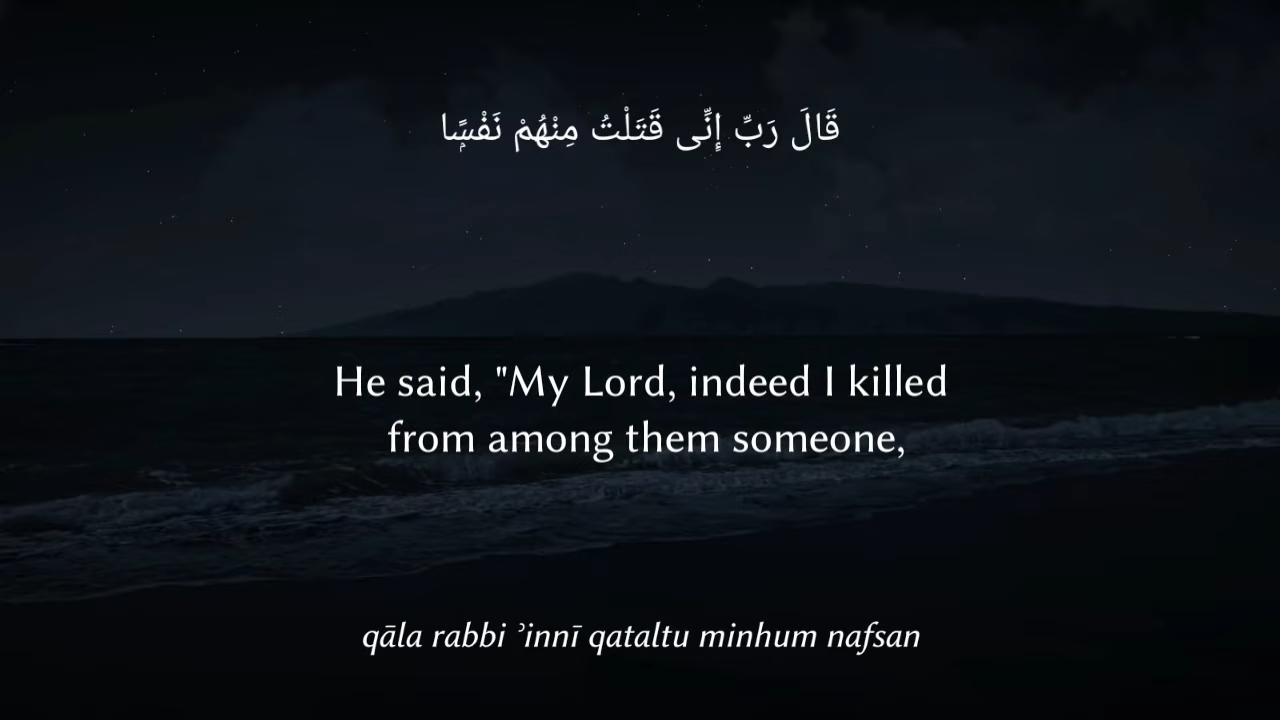 قَالَ رَبِّ إِنِّى قَتَلْتُ مِنْهُمْ نَفْسًۭا
He said, "My Lord, indeed I killed
from among them someone,
qāla rabbi ʾinnī qataltu minhum nafsan